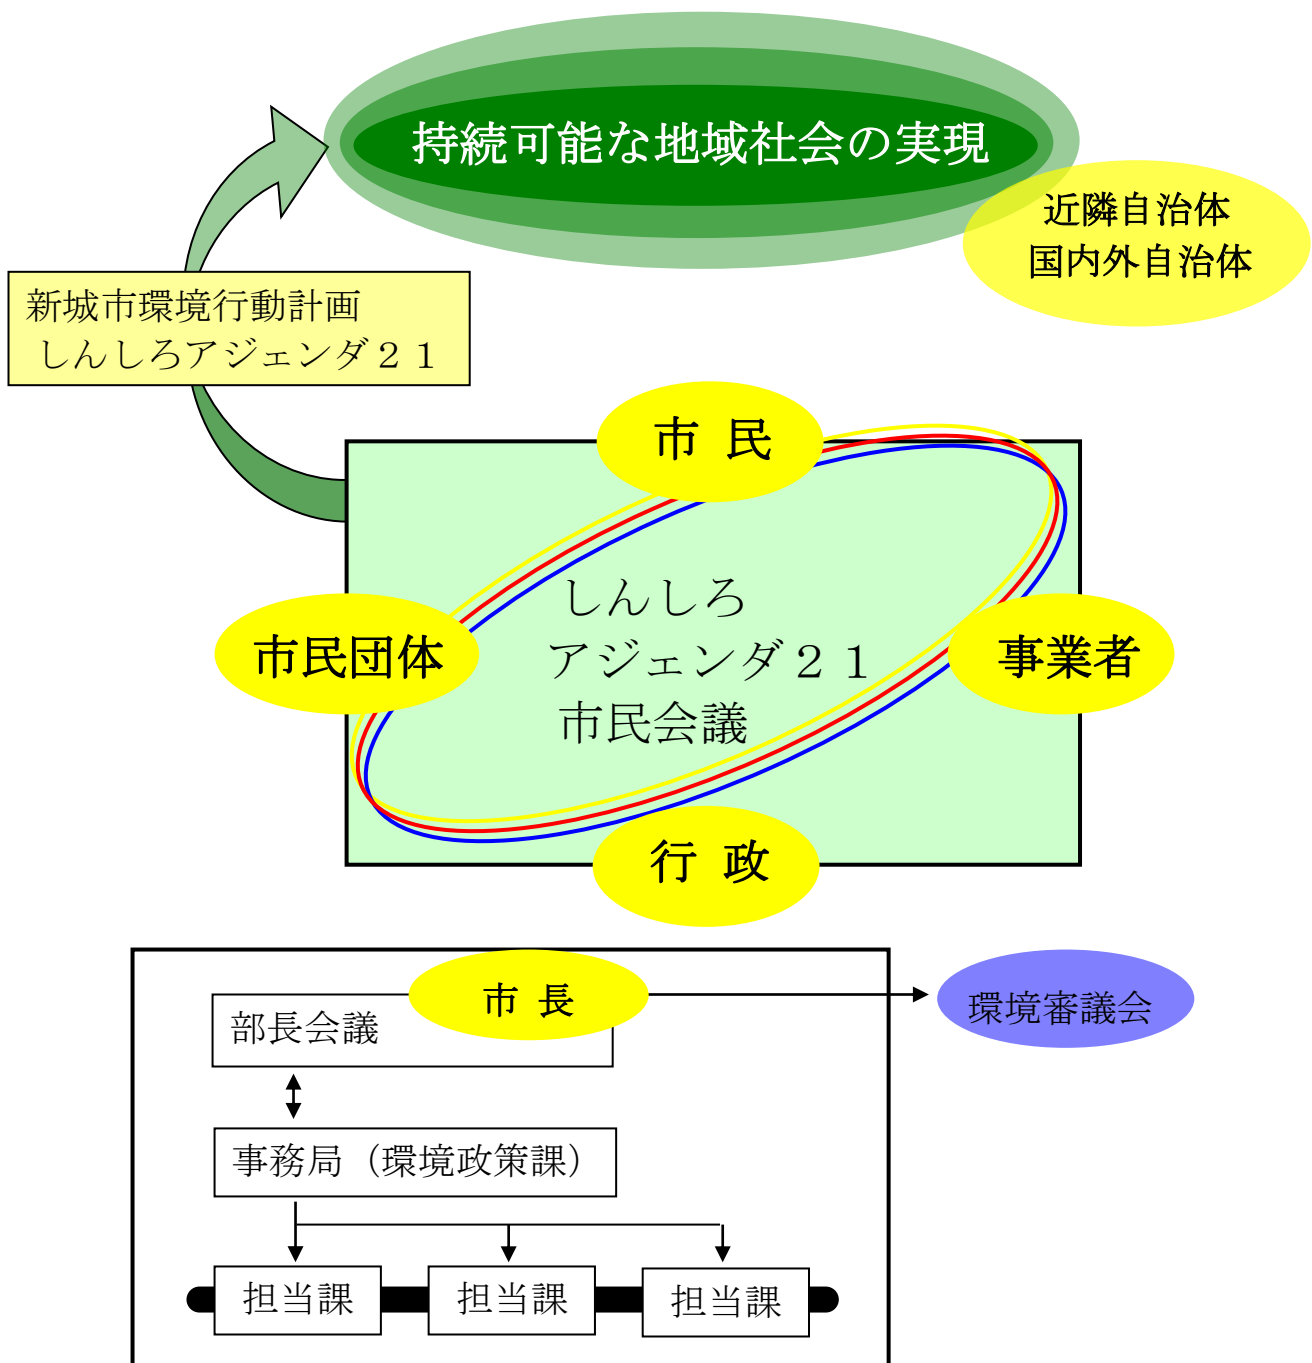 持続可能な地域社会の実現
近隣自治体
国内外自治体
新城市環境行動計画
しんしろアジェンダ２１
市 民
しんしろ
アジェンダ２１
市民会議
市民団体
事業者
行 政
市 長
部長会議
環境審議会
事務局（環境政策課）
担当課
担当課
担当課